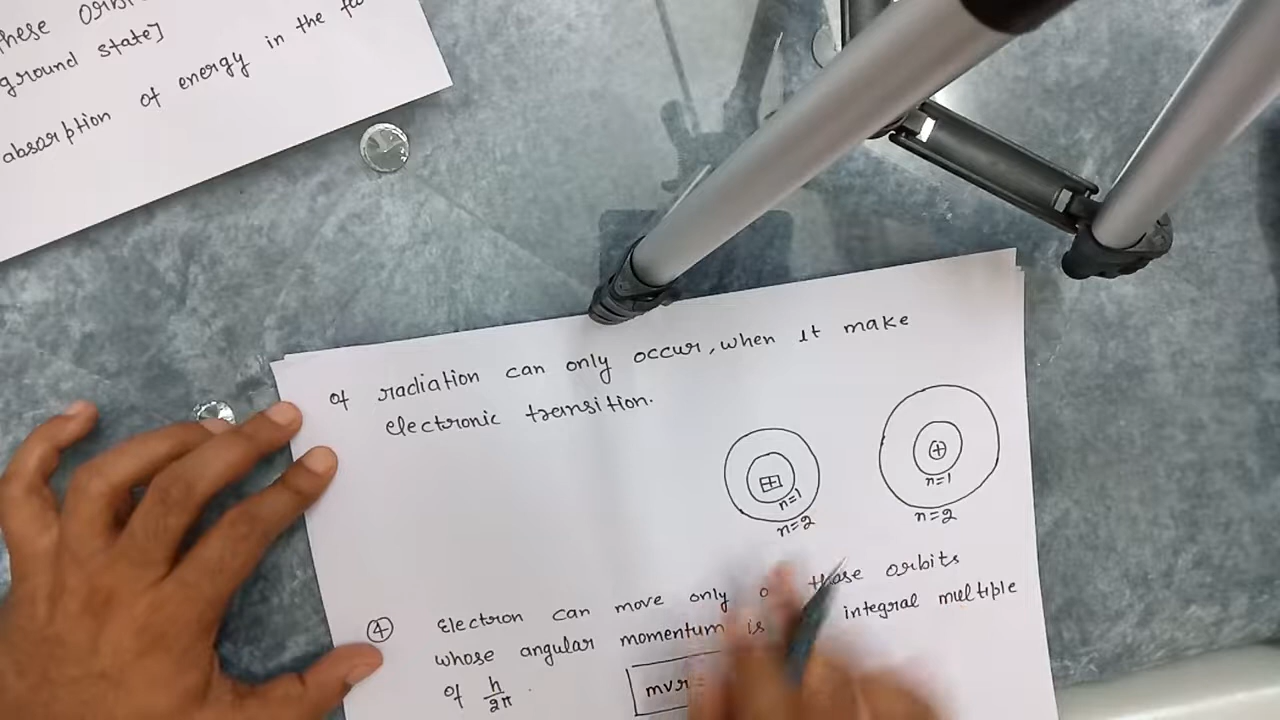 these
ground state]
absorption of energy in the
of radiation can only occur, when it make
electronic transition.
n=1
n=2
n=1
n=2
④ Electron can move only those orbits
whose angular momentum is integral multiple
of h/2π .
mvr=